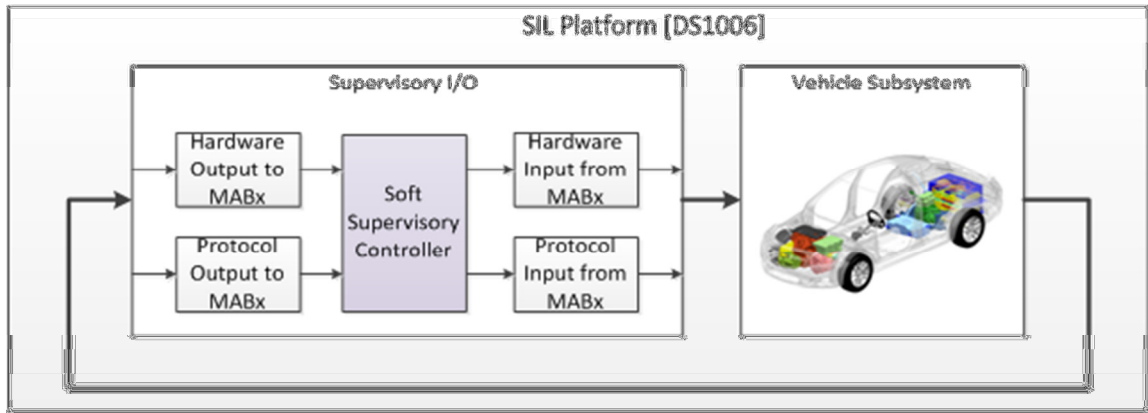 SIL Platform [DS1006]
Supervisory I/O
Hardware
Output to
MABx
Protocol
Output to
MABx
Soft
Supervisory
Controller
Hardware
Input from
MABx
Protocol
Input from
MABx
Vehicle Subsystem